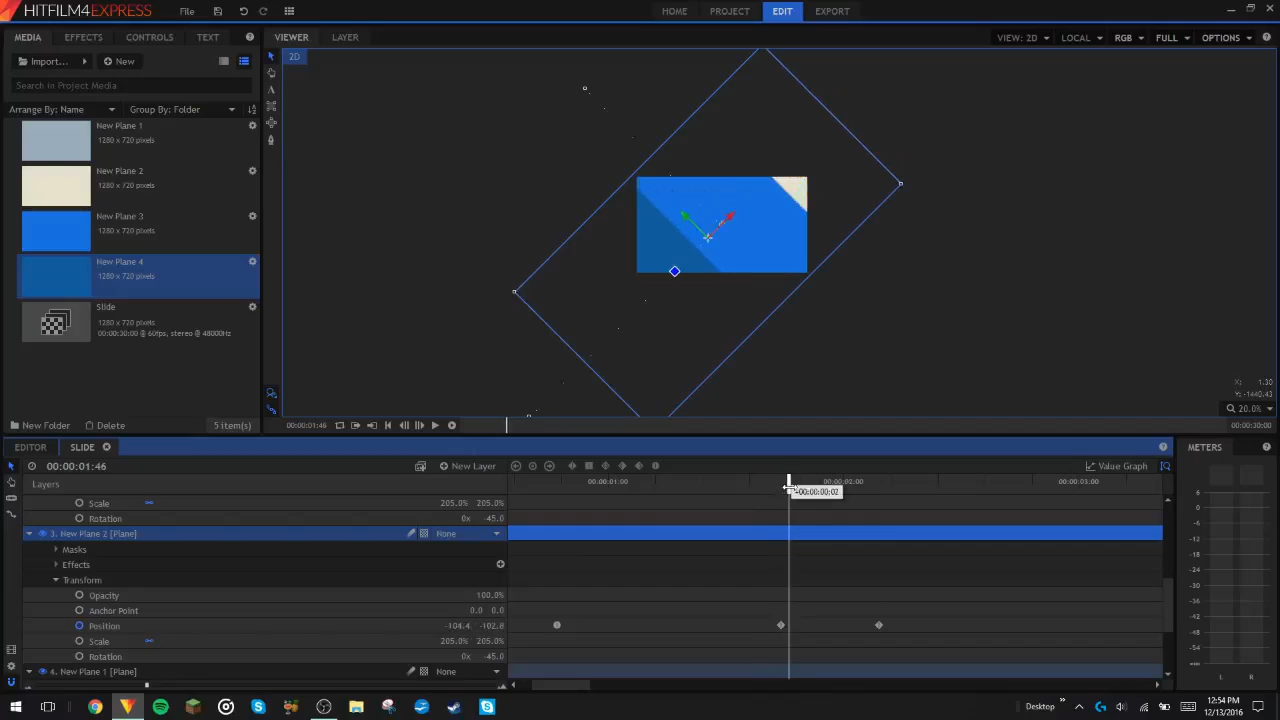 HITFILM4EXPRESS
File
HOME
PROJECT
EDIT
EXPORT
MEDIA
EFFECTS
CONTROLS
TEXT
VIEWER
LAYER
Import...
New
2D
VIEW: 2D
LOCAL
RGB
FULL
OPTIONS
Search in Project Media
Arrange By: Name
Group By: Folder
New Plane 1
1280 x 720 pixels
New Plane 2
1280 x 720 pixels
New Plane 3
1280 x 720 pixels
New Plane 4
1280 x 720 pixels
Slide
1280 x 720 pixels
00:00:30:00 @ 60fps, stereo @ 48000Hz
X: 1.30
Y: -1440.43
20.0%
New Folder
Delete
5 item(s)
00:00:01:46
00:00:30:00
EDITOR
SLIDE
METERS
00:00:01:46
New Layer
Value Graph
Layers
00:00:01:00
00:00:02:00
00:00:03:00
+00:00:00:02
Scale 205.0% 205.0%
Rotation 0x -45.0
3. New Plane 2 [Plane] None
Masks
Effects
Transform
Opacity 100.0%
Anchor Point 0.0 0.0
Position -104.4, -102.8
Scale 205.0% 205.0%
Rotation 0x -45.0
4. New Plane 1 [Plane] None
6
0
-6
-12
-18
-24
-30
-36
-42
-48
-54
L
R
Desktop
12:54 PM
12/13/2016